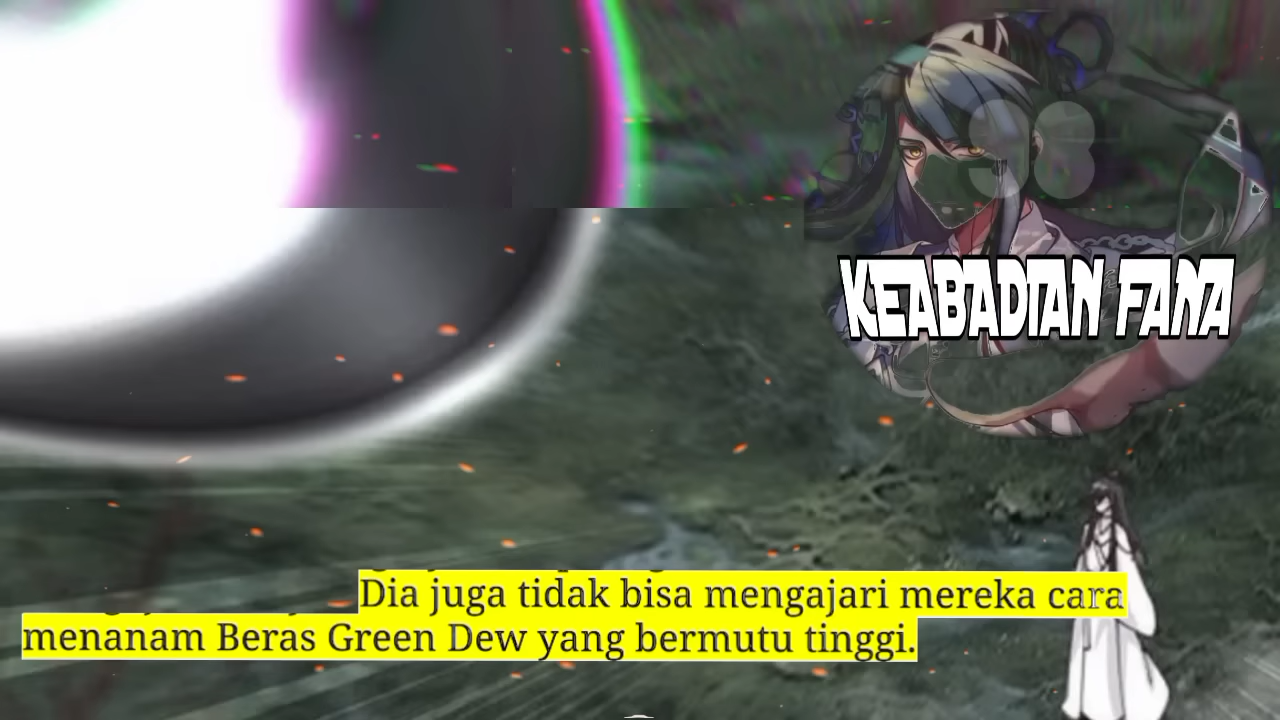 KEABADIAN FANA
Dia juga tidak bisa mengajari mereka cara
menanam Beras Green Dew yang bermutu tinggi.